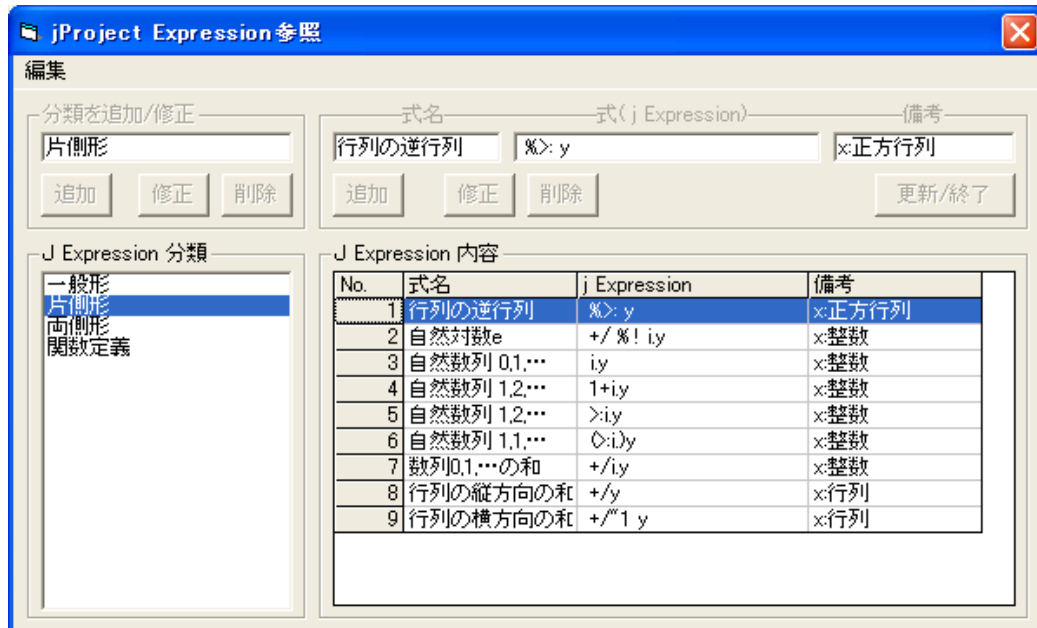 jProject Expression参照
編集
分類を追加/修正
片側形
追加 修正 削除
式名 式(j Expression) 備考
行列の逆行列 %>: y x:正方行列
追加 修正 削除 更新/終了
J Expression 分類
一般形
片側形
両側形
関数定義
J Expression 内容
No. 式名 j Expression 備考
1 行列の逆行列 %>: y x:正方行列
2 自然対数e +/ %! i.y x:整数
3 自然数列 0,1,… i.y x:整数
4 自然数列 1,2,… 1+i.y x:整数
5 自然数列 1,2,… >:i.y x:整数
6 自然数列 1,1,… (>:i.)y x:整数
7 数列0,1,…の和 +/i.y x:整数
8 行列の縦方向の和 +/y x:行列
9 行列の横方向の和 +/"1 y x:行列